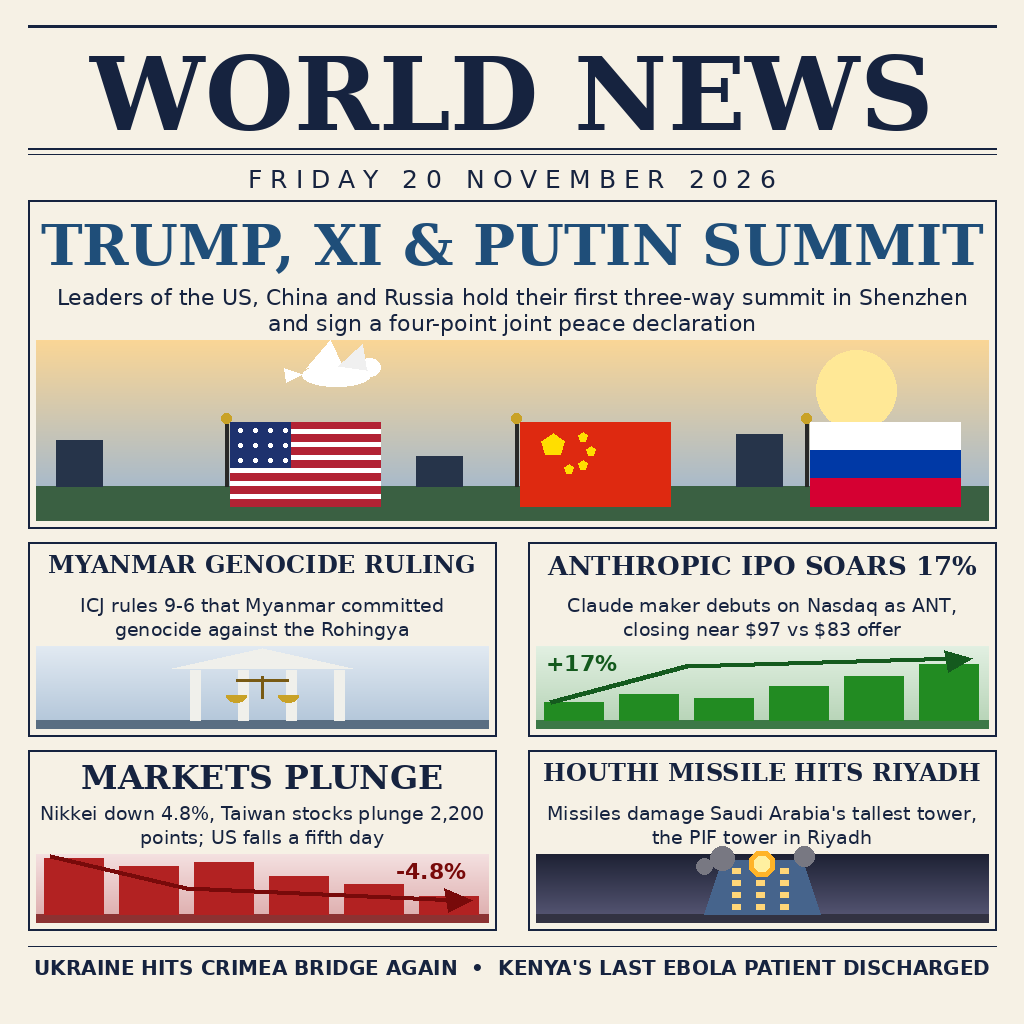 WORLD NEWS
FRIDAY 20 NOVEMBER 2026
TRUMP, XI & PUTIN SUMMIT
Leaders of the US, China and Russia hold their first three-way summit in Shenzhen
and sign a four-point joint peace declaration
MYANMAR GENOCIDE RULING
ICJ rules 9-6 that Myanmar committed
genocide against the Rohingya
ANTHROPIC IPO SOARS 17%
Claude maker debuts on Nasdaq as ANT,
closing near $97 vs $83 offer
+17%
MARKETS PLUNGE
Nikkei down 4.8%, Taiwan stocks plunge 2,200
points; US falls a fifth day
-4.8%
HOUTHI MISSILE HITS RIYADH
Missiles damage Saudi Arabia's tallest tower,
the PIF tower in Riyadh
UKRAINE HITS CRIMEA BRIDGE AGAIN • KENYA'S LAST EBOLA PATIENT DISCHARGED